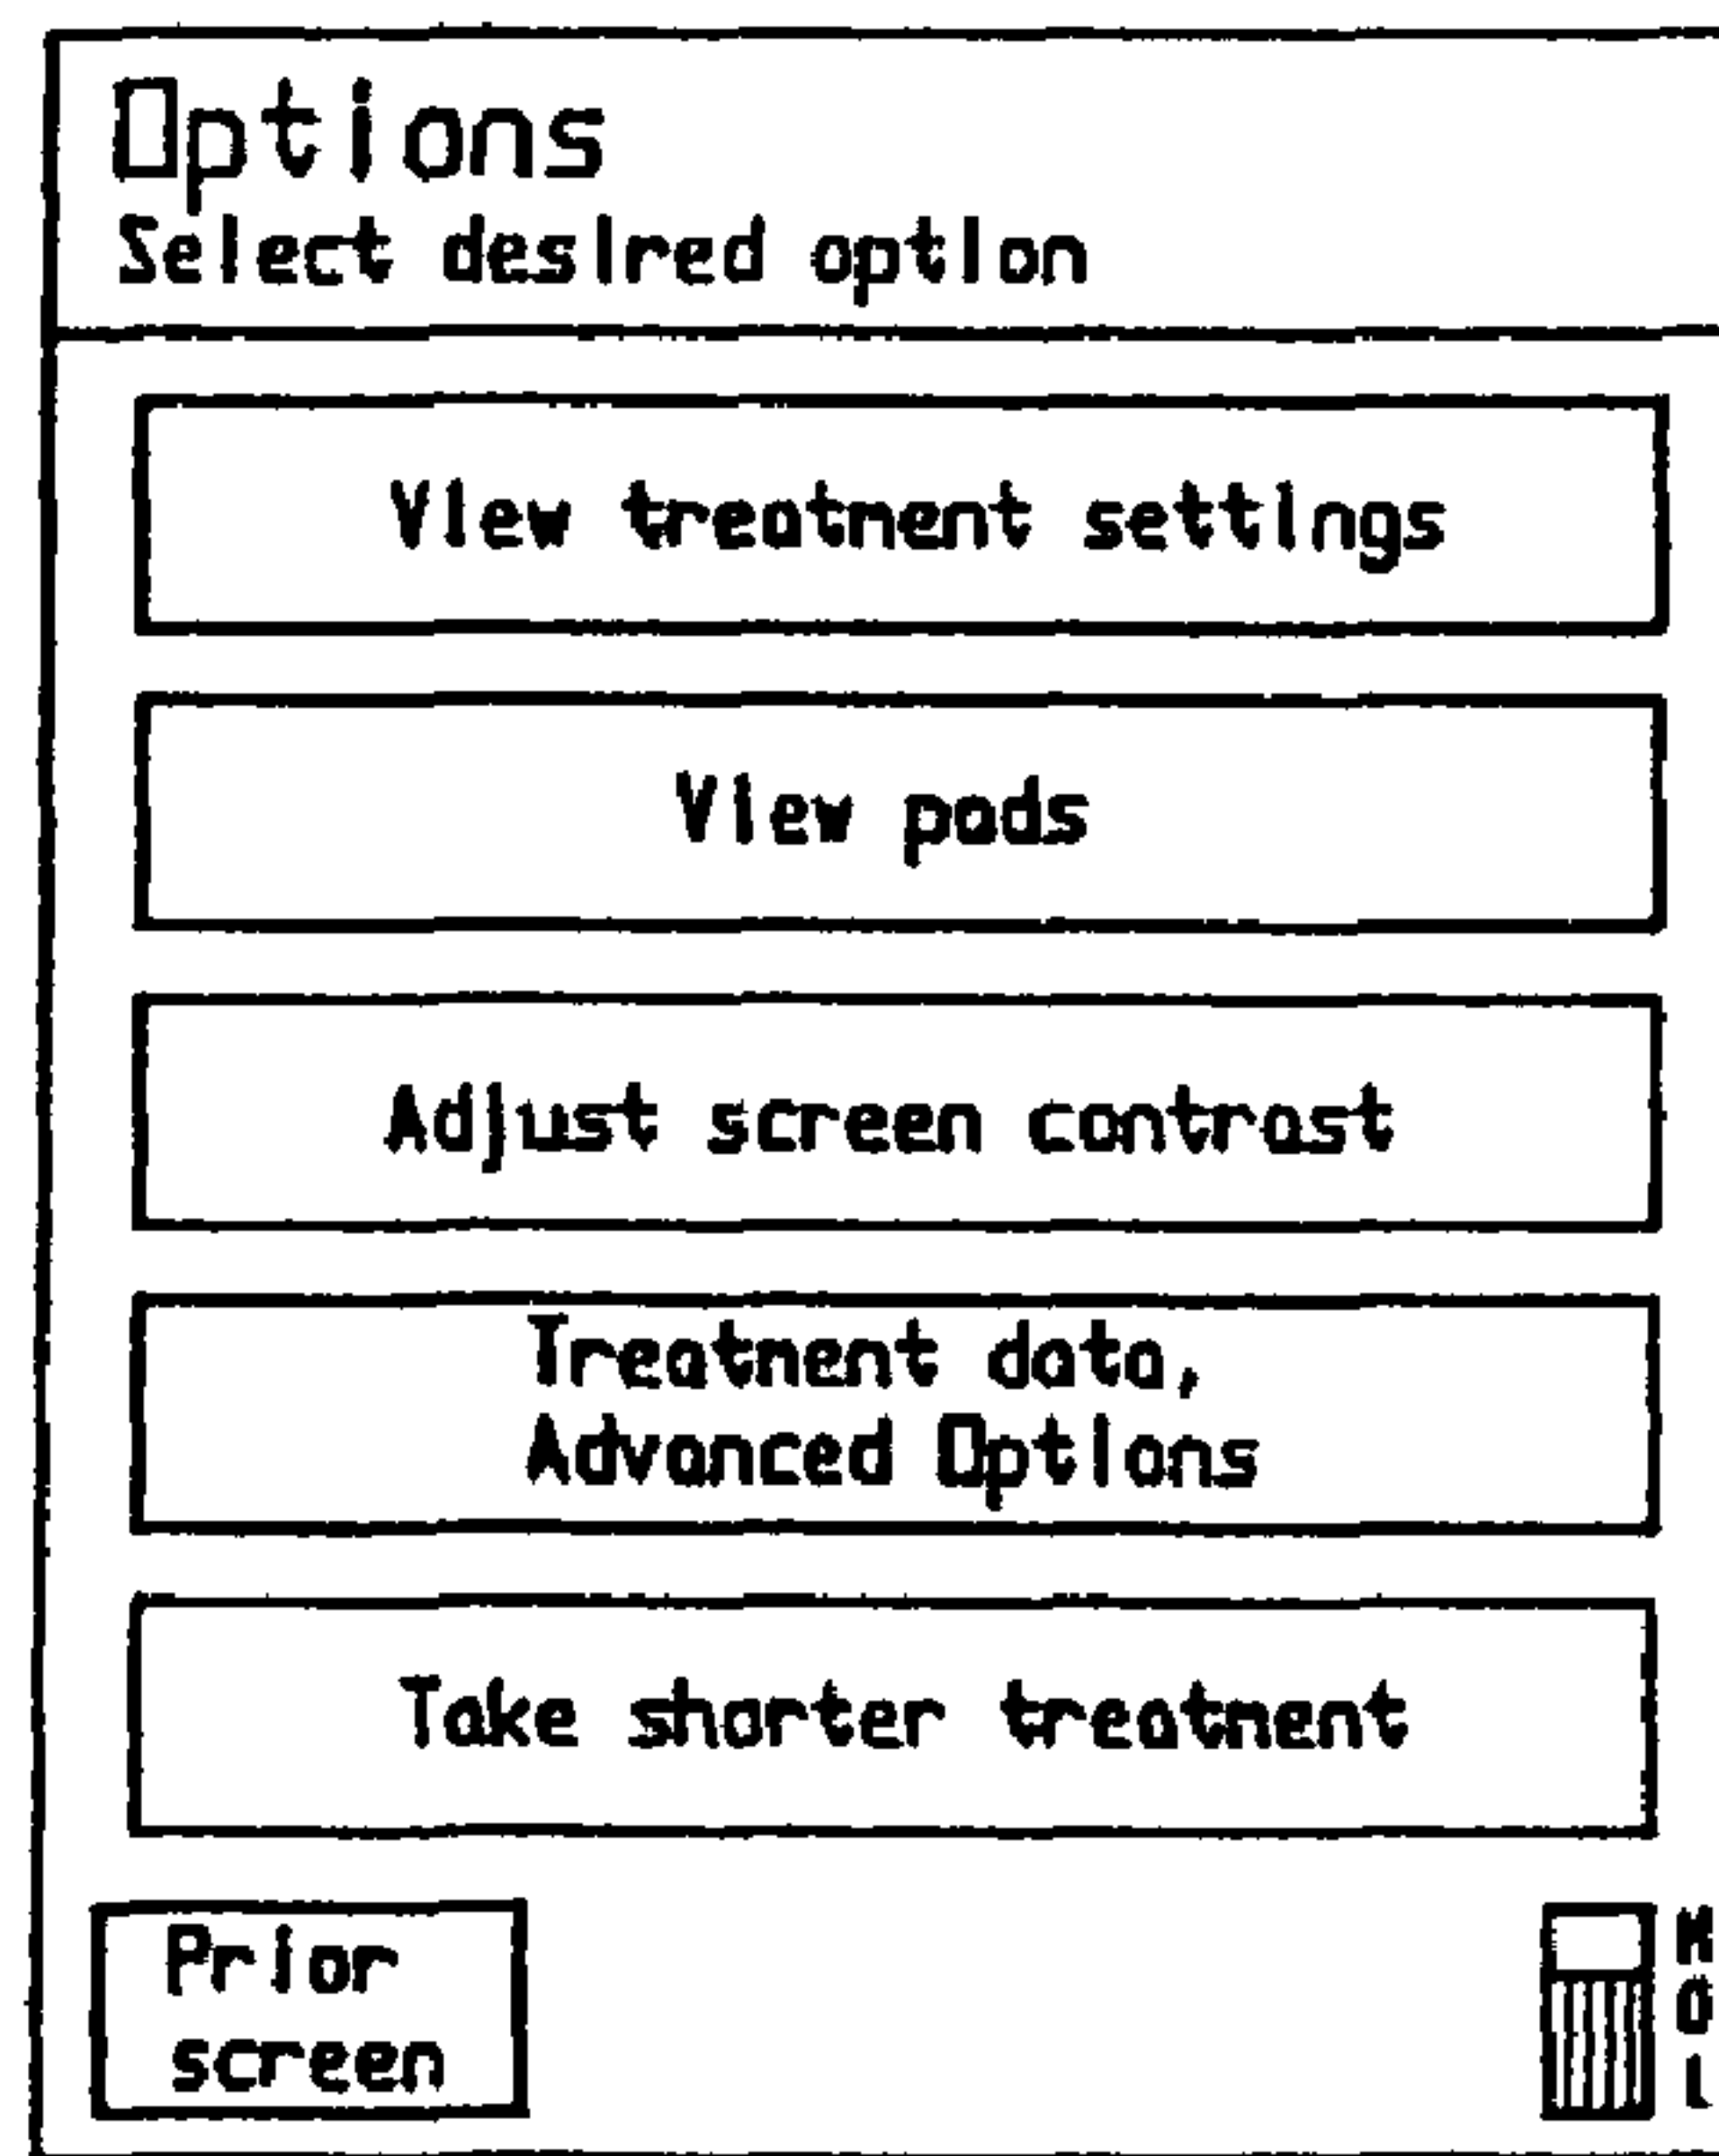 Options
Select desired option
View treatment settings
View pads
Adjust screen contrast
Treatment data,
Advanced Options
Take shorter treatment
Prior
screen